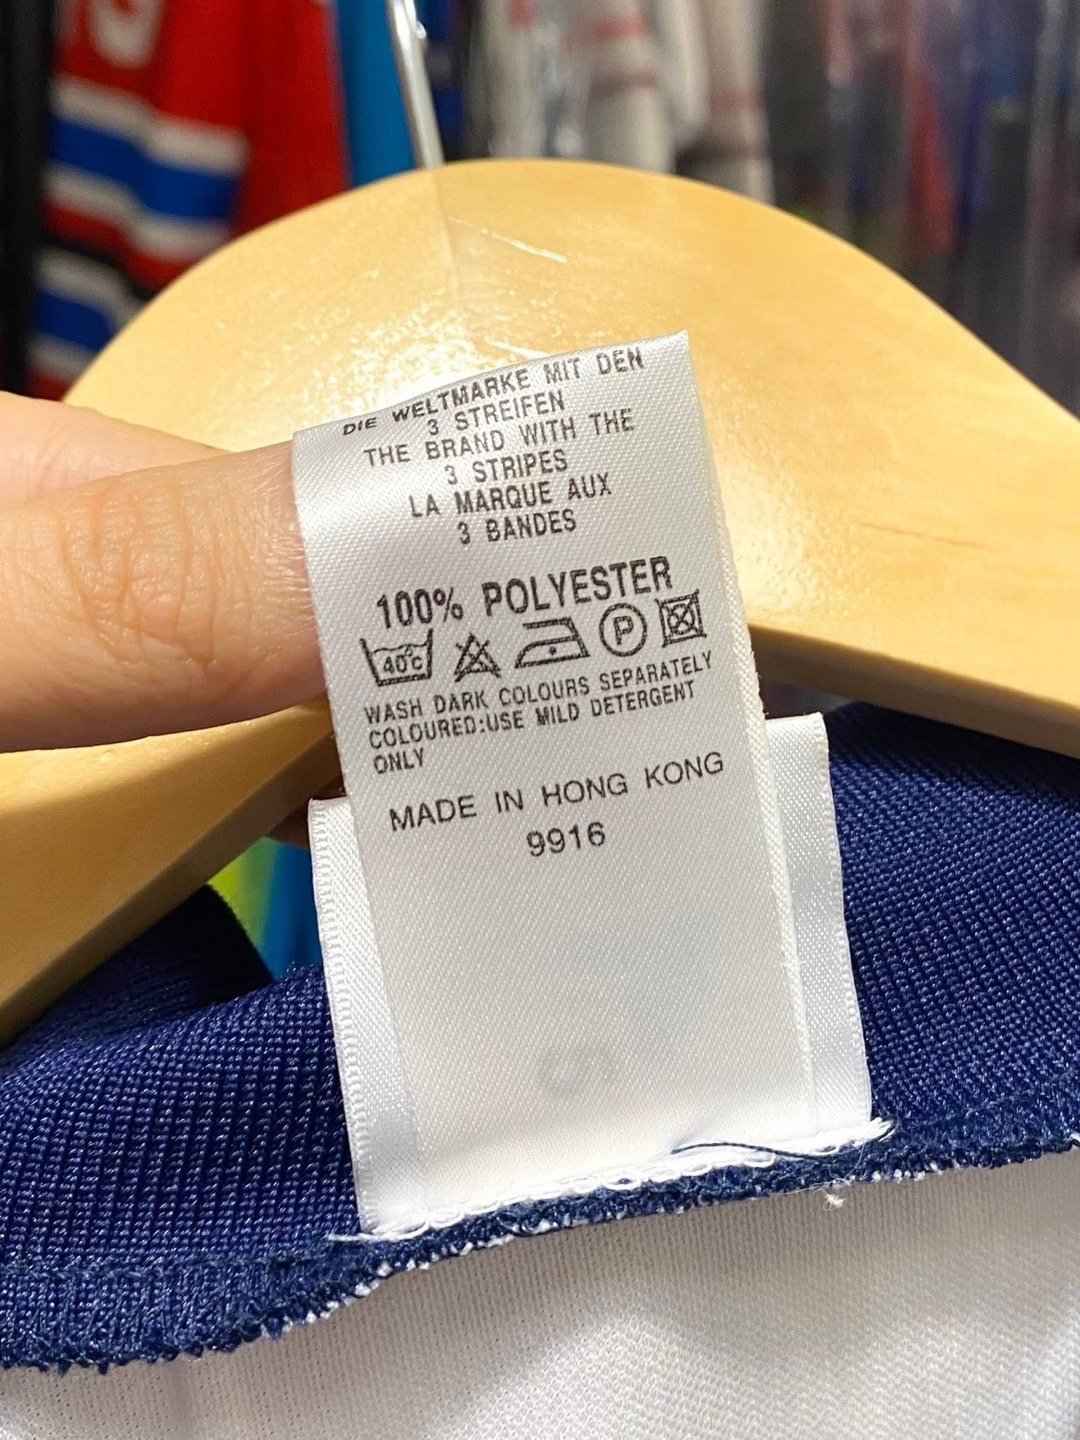 DIE WELTMARKE MIT DEN
3 STREIFEN
THE BRAND WITH THE
3 STRIPES
LA MARQUE AUX
3 BANDES
100% POLYESTER
40°C P
WASH DARK COLOURS SEPARATELY
COLOURED:USE MILD DETERGENT
ONLY
MADE IN HONG KONG
9916